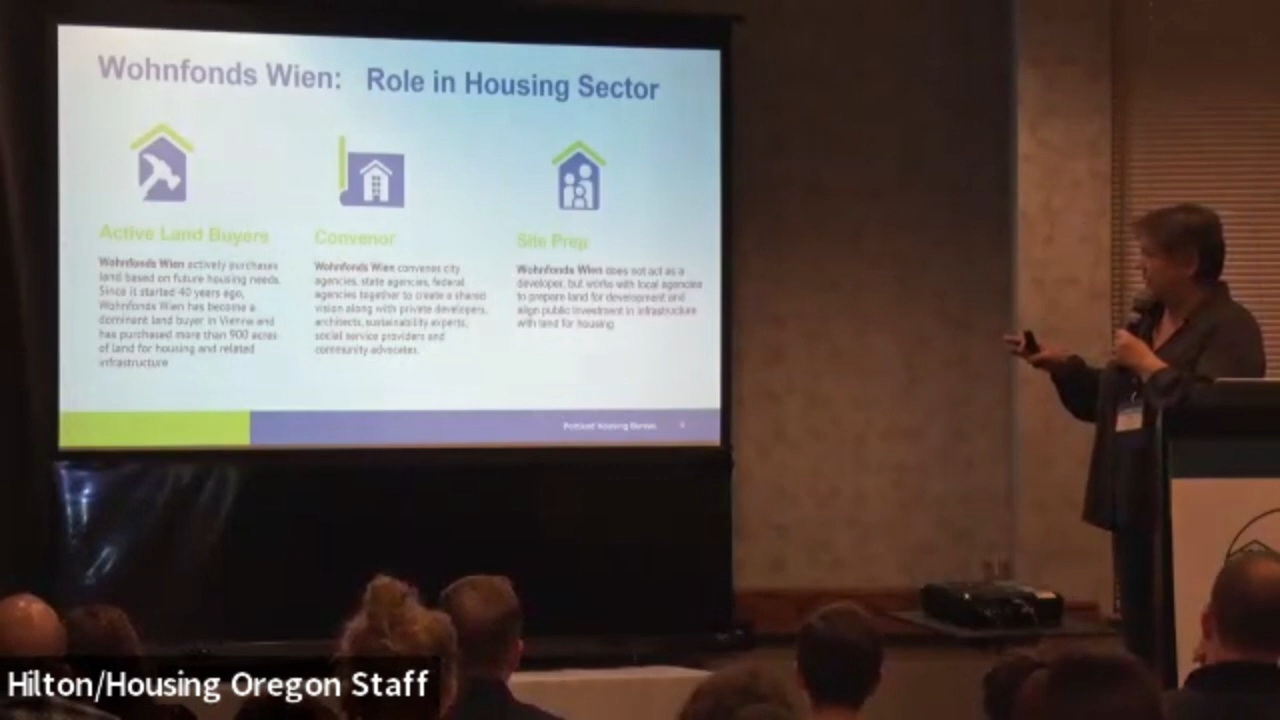 Wohnfonds Wien: Role in Housing Sector
Active Land Buyers
Wohnfonds Wien actively purchases
land based on future housing needs.
Since it started 40 years ago,
Wohnfonds Wien has become a
dominant land buyer in Vienna and
has purchased more than 900 acres
of land for housing and related
infrastructure
Convenor
Wohnfonds Wien convenes city
agencies, state agencies, federal
agencies together to create a shared
vision along with private developers,
architects, sustainability experts,
social service providers and
community advocates.
Site Prep
Wohnfonds Wien does not act as a
developer, but works with local agencies
to prepare land for development and
align public investment in infrastructure
with land for housing
Portland Housing Bureau
Hilton/Housing Oregon Staff